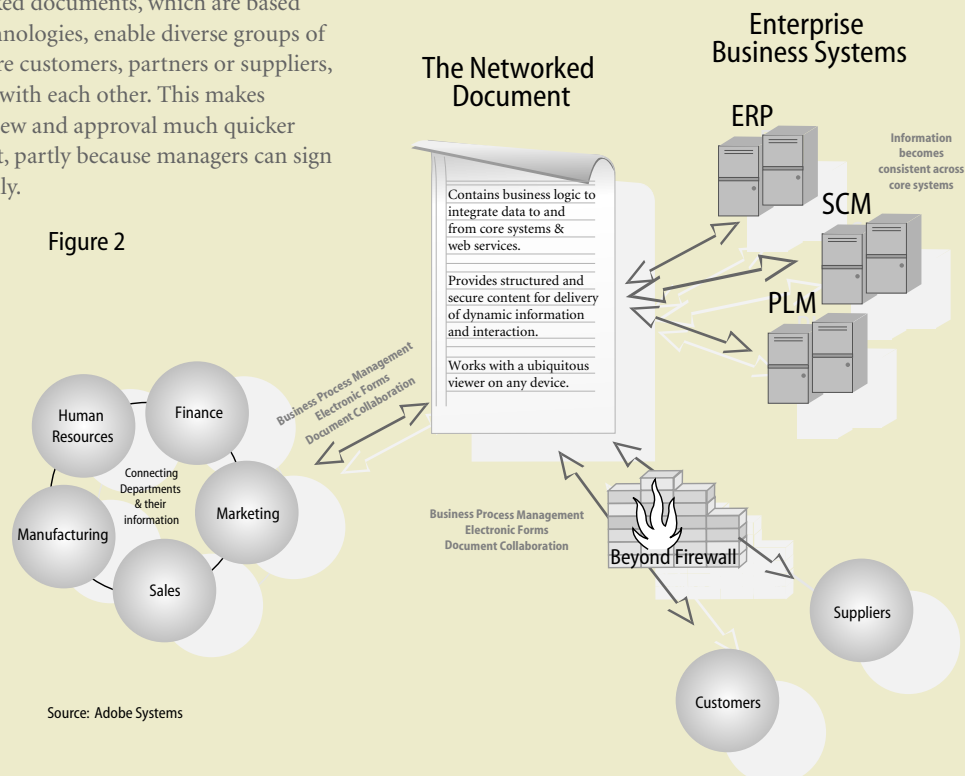 ked documents, which are based
nologies, enable diverse groups of
re customers, partners or suppliers,
with each other. This makes
ew and approval much quicker
t, partly because managers can sign
ly.
Figure 2
The Networked
Document
Enterprise
Business Systems
ERP
Information
becomes
consistent across
core systems
SCM
PLM
Contains business logic to
integrate data to and
from core systems &
web services.
Provides structured and
secure content for delivery
of dynamic information
and interaction.
Works with a ubiquitous
viewer on any device.
Business Process Management
Electronic Forms
Document Collaboration
Human
Resources
Finance
Connecting
Departments
& their
information
Marketing
Manufacturing
Sales
Business Process Management
Electronic Forms
Document Collaboration
Beyond Firewall
Suppliers
Customers
Source: Adobe Systems